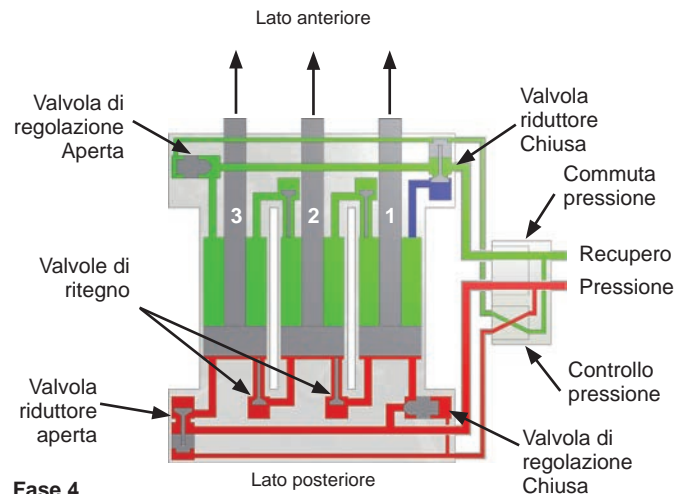 Lato anteriore
Valvola di
regolazione
Aperta
Valvola
riduttore
Chiusa
Commuta
pressione
3
2
1
Recupero
Pressione
Valvole di
ritegno
Controllo
pressione
Valvola
riduttore
aperta
Valvola di
regolazione
Chiusa
Lato posteriore
Fase 4